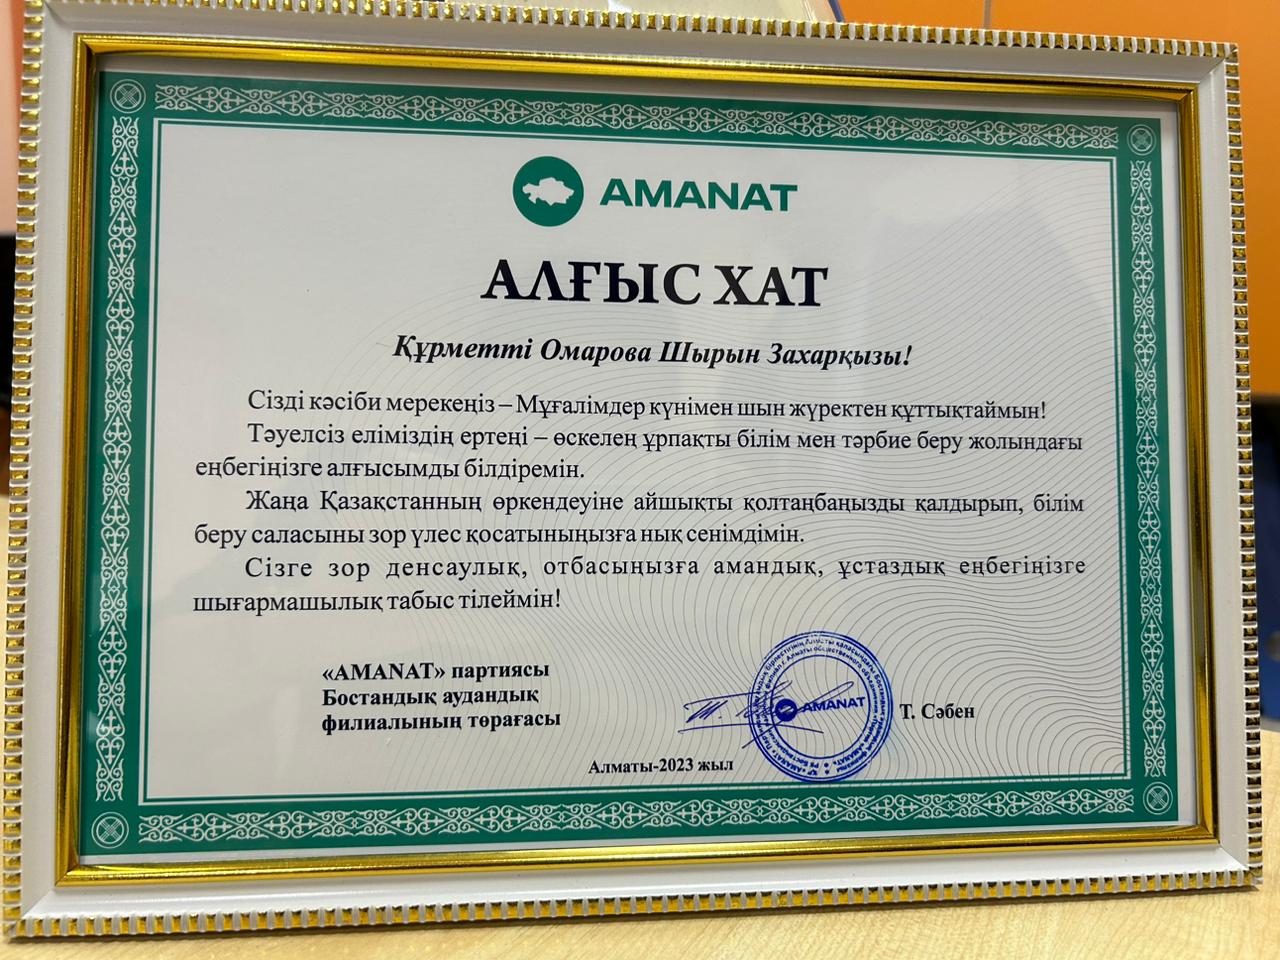 AMANAT
АЛҒЫС ХАТ
Құрметті Омарова Шырын Захарқызы!
Сізді кәсіби мерекеңіз – Мұғалімдер күнімен шын жүректен құттықтаймын!
Тәуелсіз еліміздің ертеңі – өскелең ұрпақты білім мен тәрбие беру жолындағы
еңбегіңізге алғысымды білдіремін.
Жаңа Қазақстанның өркендеуіне айшықты қолтаңбаңызды қалдырып, білім
беру саласыны зор үлес қосатыныңызға нық сенімдімін.
Сізге зор денсаулық, отбасыңызға амандық, ұстаздық еңбегіңізге
шығармашылық табыс тілеймін!
«AMANAT» партиясы
Бостандық аудандық
филиалының төрағасы
AMANAT
Т. Сәбен
Алматы-2023 жыл